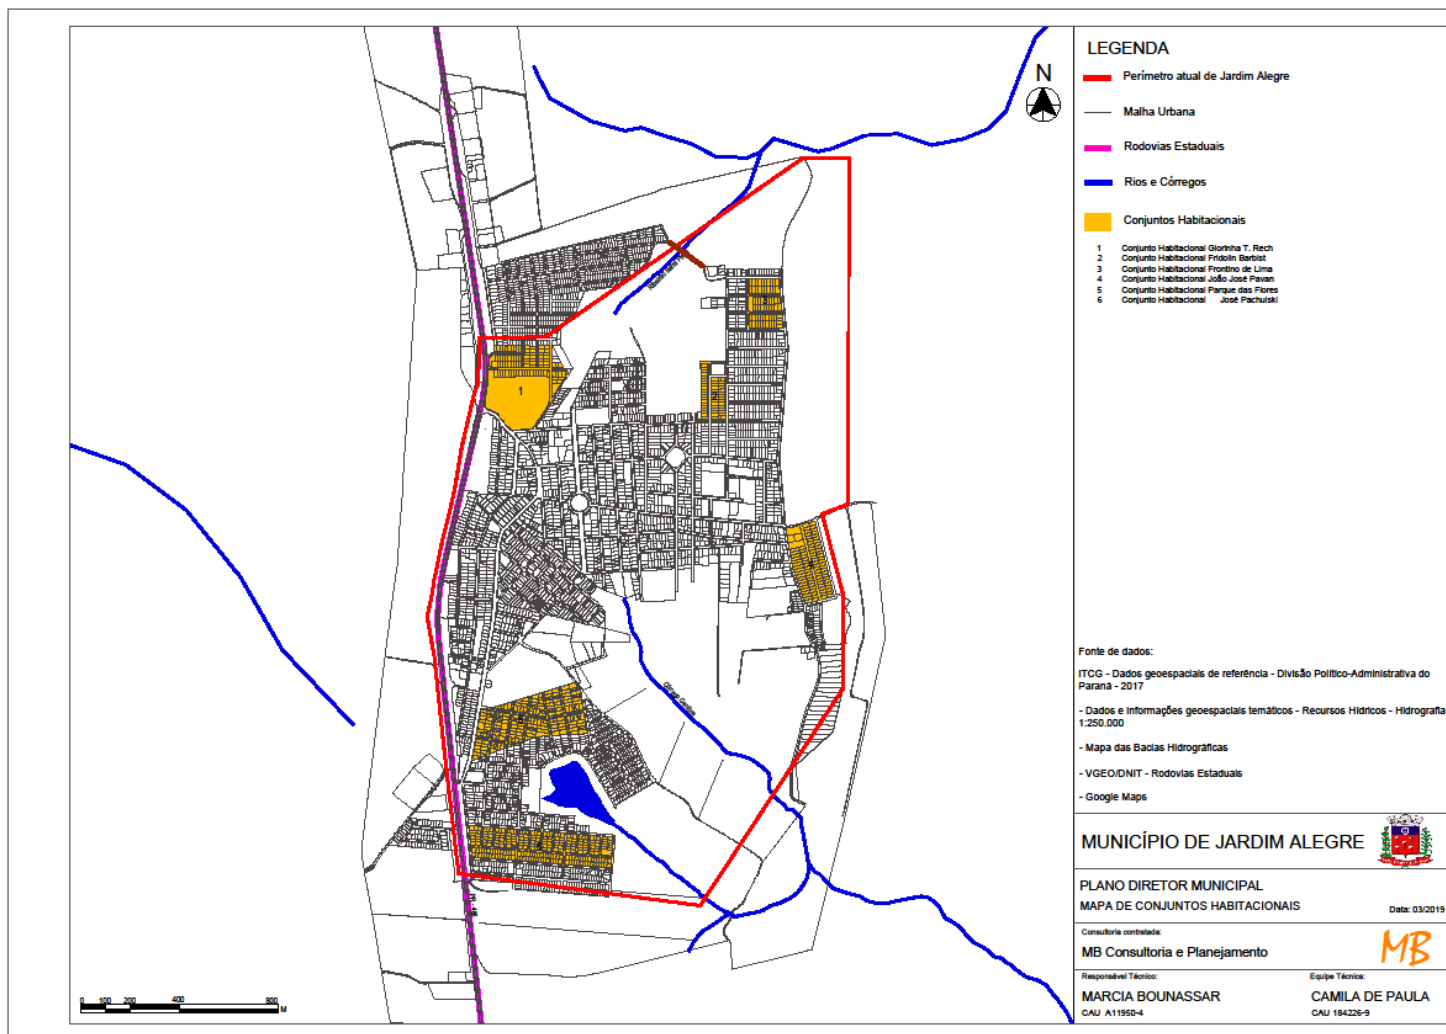 LEGENDA
N
Perímetro atual de Jardim Alegre
Malha Urbana
Rodovias Estaduais
Rios e Córregos
Conjuntos Habitacionais
1 Conjunto Habitacional Glorinha T. Rech
2 Conjunto Habitacional Fridolin Barbist
3 Conjunto Habitacional Frontino de Lima
4 Conjunto Habitacional João José Pavan
5 Conjunto Habitacional Parque das Flores
6 Conjunto Habitacional José Pachulski
1
5
Fonte de dados:
ITCG - Dados geoespaciais de referência - Divisão Político-Administrativa do
Paraná - 2017
- Dados e Informações geoespaciais temáticos - Recursos Hídricos - Hidrografia
1:250.000
- Mapa das Bacias Hidrográficas
- VGEO/DNIT - Rodovias Estaduais
- Google Maps
MUNICÍPIO DE JARDIM ALEGRE
PLANO DIRETOR MUNICIPAL
MAPA DE CONJUNTOS HABITACIONAIS
Data: 03/2019
Consultoria contratada:
MB Consultoria e Planejamento
MB
Responsável Técnico:
Equipe Técnica:
MARCIA BOUNASSAR
CAMILA DE PAULA
CAU A11950-4
CAU 184226-9
0 100 200 400 800
M